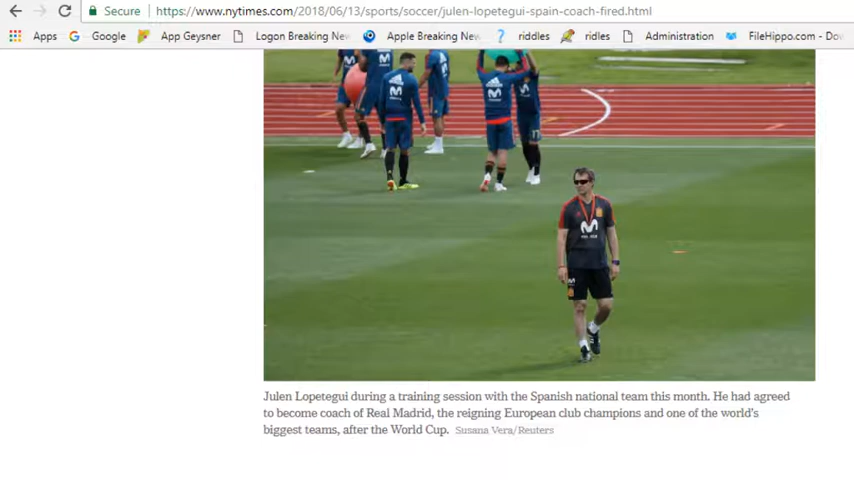 Secure https://www.nytimes.com/2018/06/13/sports/soccer/julen-lopetegui-spain-coach-fired.html
Apps Google App Geysner Logon Breaking New Apple Breaking New riddles ridles Dow Administration FileHippo.com - Dow
Julen Lopetegui during a training session with the Spanish national team this month. He had agreed
to become coach of Real Madrid, the reigning European club champions and one of the world's
biggest teams, after the World Cup. Susana Vera/Reuters